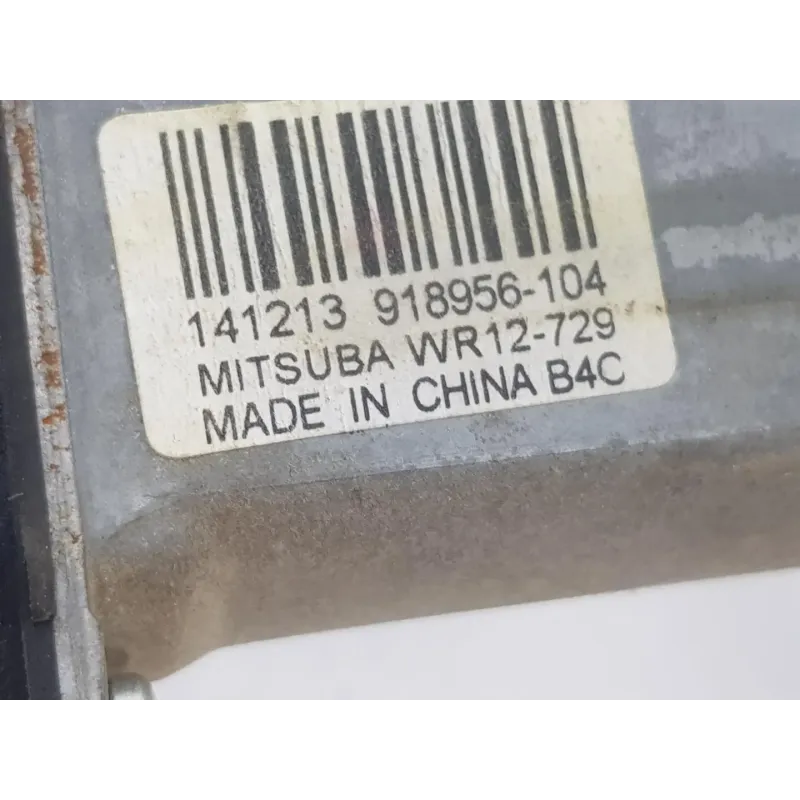 141213 918956-104
MITSUBA WR12-729
MADE IN CHINA B4C